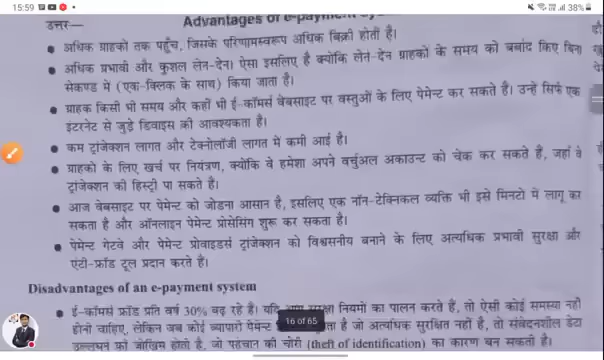 15:59
38%
Advantages of e-payment system
उत्तर—
अधिक ग्राहकों तक पहुँच, जिसके परिणामस्वरूप अधिक बिक्री होती हैं।
अधिक प्रभावी और कुशल लेन-देन। ऐसा इसलिए है क्योंकि लेन-देन ग्राहकों के समय को बर्बाद किए बिना
सेकण्ड में (एक-क्लिक के साथ) किया जाता हैं।
ग्राहक किसी भी समय और कहीं भी ई-कॉमर्स वेबसाइट पर वस्तुओं के लिए पेमेन्ट कर सकते हैं। उन्हें सिर्फ एक
इंटरनेट से जुड़े डिवाइस की आवश्यकता है।
कम ट्रांजेक्शन लागत और टेक्नोलॉजी लागत में कमी आई है।
ग्राहकों के लिए खर्च पर नियंत्रण, क्योंकि वे हमेशा अपने वर्चुअल अकाउन्ट को चेक कर सकते हैं, जहाँ वे
ट्रांजेक्शन की हिस्ट्री पा सकते है।
आज वेबसाइट पर पेमेन्ट को जोडना आसान है, इसलिए एक नॉन-टेक्निकल व्यक्ति भी इसे मिनटो में लागू कर
सकता है और ऑनलाइन पेमेन्ट प्रोसेसिंग शुरू कर सकता है।
पेमेन्ट गेटवे और पेमेन्ट प्रोवाइडर्स ट्रांजेक्शन को विश्वसनीय बनाने के लिए अत्यधिक प्रभावी सुरक्षा और
एंटी-फ्रॉड टूल प्रदान करते हैं।
Disadvantages of an e-payment system
ई-कॉमर्स फ्रॉड प्रति वर्ष 30% बढ़ रहे हैं। यदि आप सुरक्षा नियमों का पालन करते हैं, तो ऐसी कोई समस्या नहीं
होनी चाहिए, लेकिन जब कोई व्यापारी पेमेन्ट ता है जो अत्यधिक सुरक्षित नहीं है, तो संवेदनशील डेटा
16 of 65
उल्लघन का जोखिम होता है, जो पहचान की चोरी (theft of identification) का कारण बन सकती है।